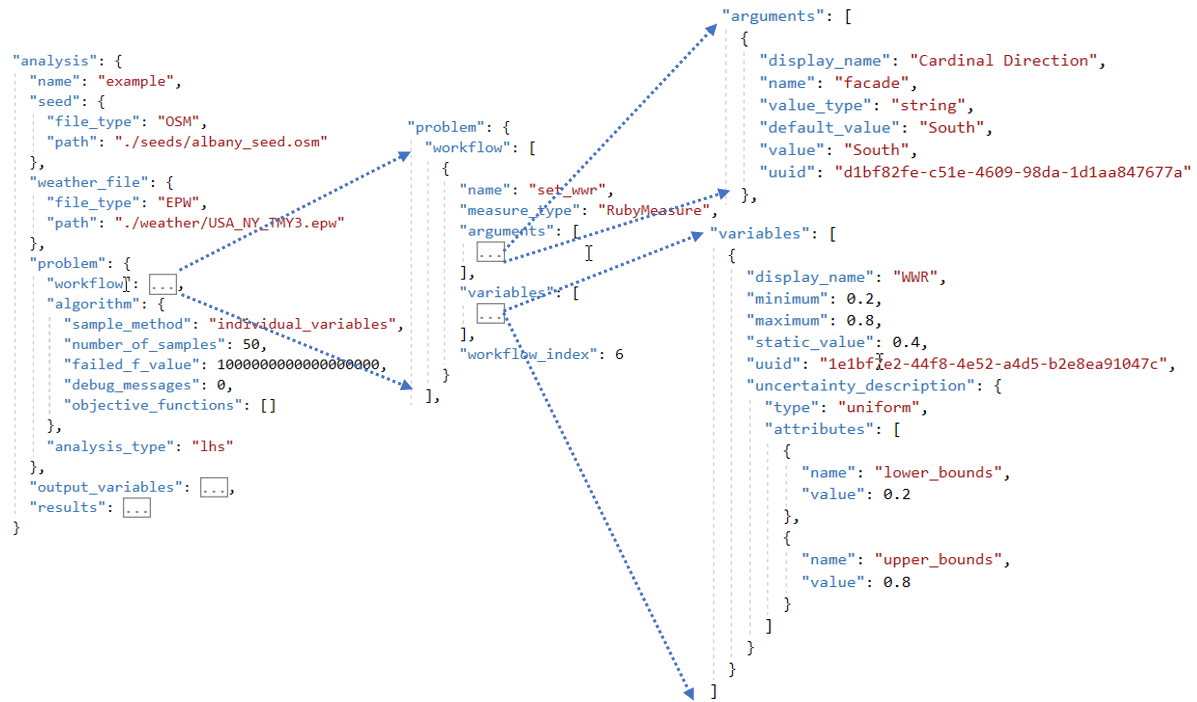 "analysis": {
"name": "example",
"seed": {
"file_type": "OSM",
"path": "./seeds/albany_seed.osm"
},
"weather_file": {
"file_type": "EPW",
"path": "./weather/USA_NY_TMY3.epw"
},
"problem": {
"workflow": ...,
"algorithm": {
"sample_method": "individual_variables",
"number_of_samples": 50,
"failed_f_value": 1000000000000000000,
"debug_messages": 0,
"objective_functions": []
},
"analysis_type": "lhs"
},
"output_variables": ...,
"results": ...
}
"problem": {
"workflow": [
{
"name": "set_wwr",
"measure_type": "RubyMeasure",
"arguments": [
...
],
"variables": [
...
],
"workflow_index": 6
}
],
"arguments": [
{
"display_name": "Cardinal Direction",
"name": "facade",
"value_type": "string",
"default_value": "South",
"value": "South",
"uuid": "d1bf82fe-c51e-4609-98da-1d1aa847677a"
},
"variables": [
{
"display_name": "WWR",
"minimum": 0.2,
"maximum": 0.8,
"static_value": 0.4,
"uuid":
"uncertainty_description": {
"type": "uniform",
"attributes": [
{
"name": "lower_bounds",
"value": 0.2
},
{
"name": "upper_bounds",
"value": 0.8
}
]
}
}
]